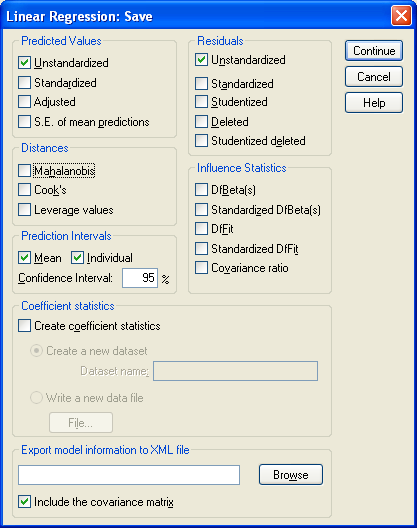 Linear Regression: Save
Predicted Values
Unstandardized
Standardized
Adjusted
S.E. of mean predictions
Residuals
Unstandardized
Standardized
Studentized
Deleted
Studentized deleted
Continue
Cancel
Help
Distances
Mahalanobis
Cook's
Leverage values
Influence Statistics
DfBeta(s)
Standardized DfBeta(s)
DfFit
Standardized DfFit
Covariance ratio
Prediction Intervals
Mean Individual
Confidence Interval: 95 %
Coefficient statistics
Create coefficient statistics
Create a new dataset
Dataset name:
Write a new data file
File...
Export model information to XML file
Browse
Include the covariance matrix